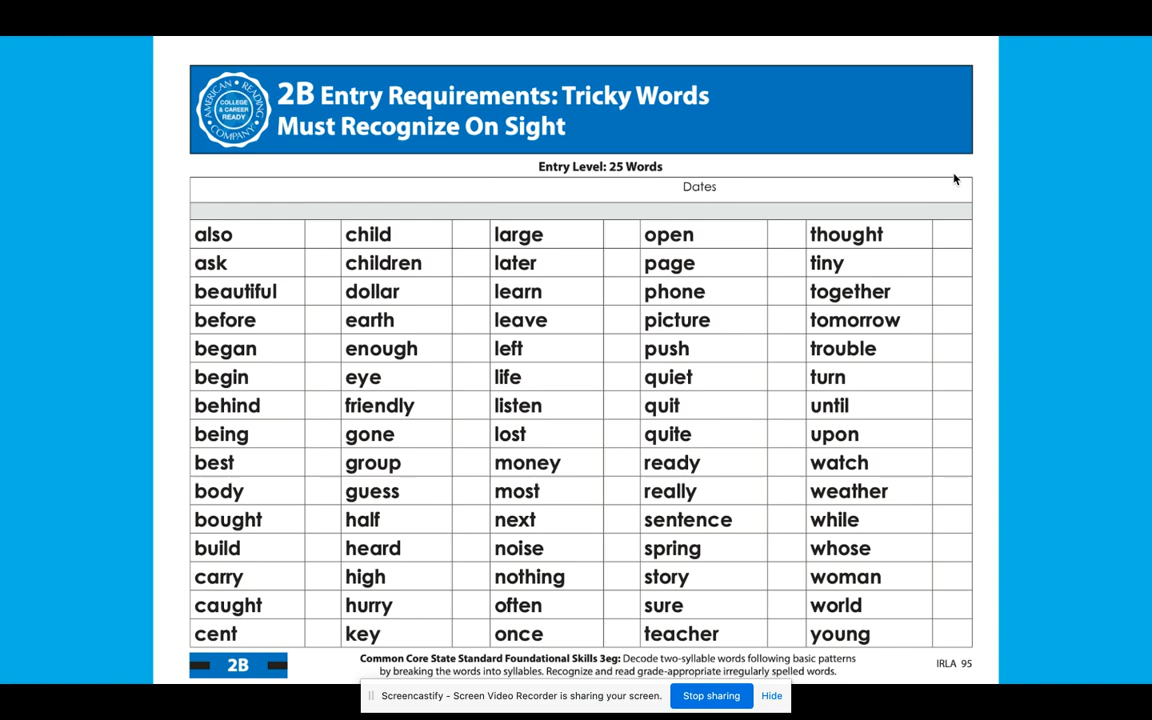 AMERICAN READING COMPANY
COLLEGE
& CAREER
READY
2B Entry Requirements: Tricky Words
Must Recognize On Sight
Entry Level: 25 Words
Dates
also child large open thought
ask children later page tiny
beautiful dollar learn phone together
before earth leave picture tomorrow
began enough left push trouble
begin eye life quiet turn
behind friendly listen quit until
being gone lost quite upon
best group money ready watch
body guess most really weather
bought half next sentence while
build heard noise spring whose
carry high nothing story woman
caught hurry often sure world
cent key once teacher young
2B
Common Core State Standard Foundational Skills 3eg: Decode two-syllable words following basic patterns
by breaking the words into syllables. Recognize and read grade-appropriate irregularly spelled words.
IRLA 95
Screencastify - Screen Video Recorder is sharing your screen. Stop sharing Hide